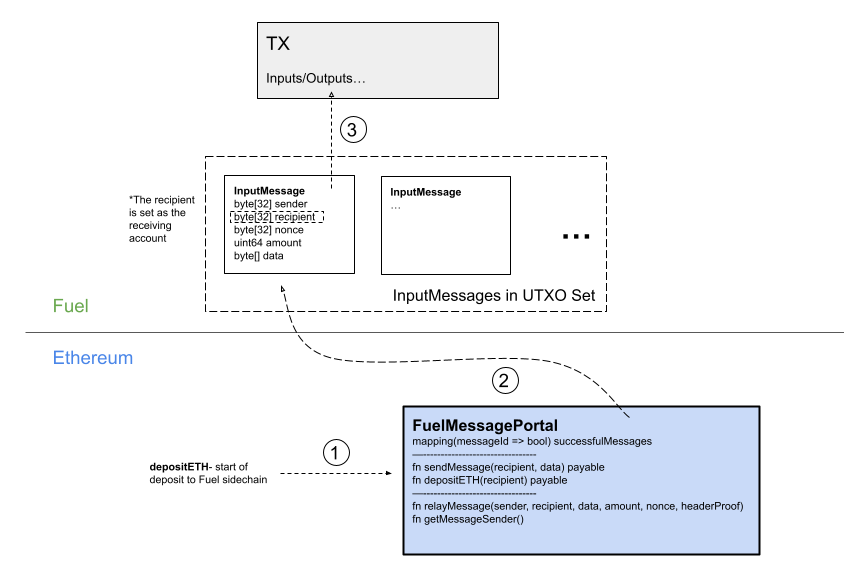 TX
Inputs/Outputs…
3
*The recipient
is set as the
receiving
account
InputMessage
byte[32] sender
byte[32] recipient
byte[32] nonce
uint64 amount
byte[] data
InputMessage
…
...
InputMessages in UTXO Set
Fuel
Ethereum
2
1
depositETH- start of
deposit to Fuel sidechain
FuelMessagePortal
mapping(messageId => bool) successfulMessages
-----------------------------------
fn sendMessage(recipient, data) payable
fn depositETH(recipient) payable
-----------------------------------
fn relayMessage(sender, recipient, data, amount, nonce, headerProof)
fn getMessageSender()